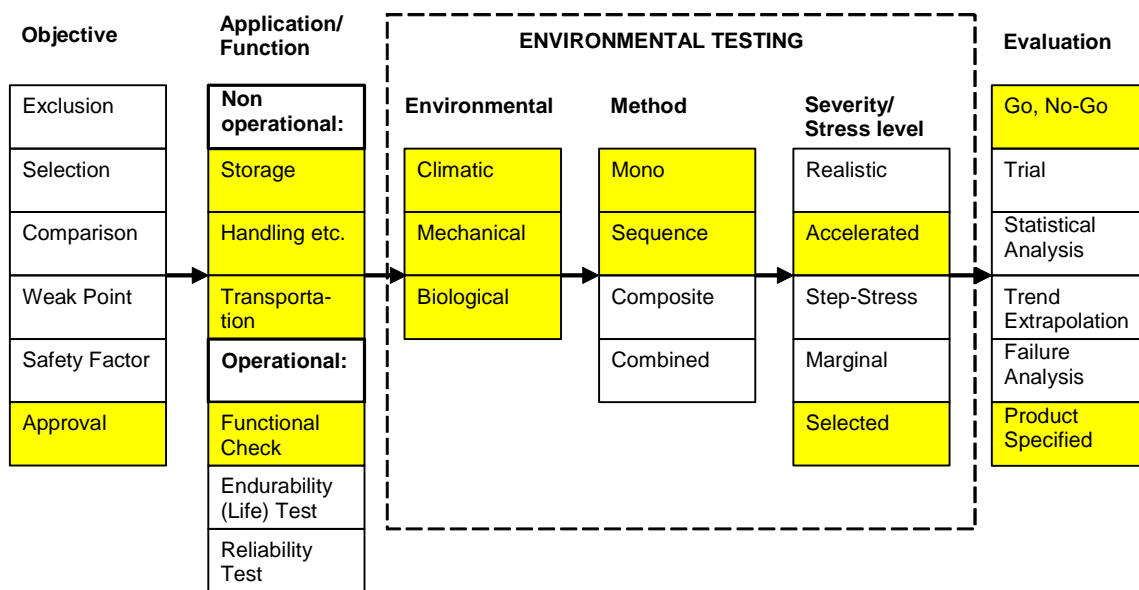 Objective
Exclusion
Selection
Comparison
Weak Point
Safety Factor
Approval
Application/
Function
Non
operational:
Storage
Handling etc.
Transporta-
tion
Operational:
Functional
Check
Endurability
(Life) Test
Reliability
Test
ENVIRONMENTAL TESTING
Environmental
Climatic
Mechanical
Biological
Method
Mono
Sequence
Composite
Combined
Severity/
Stress level
Realistic
Accelerated
Step-Stress
Marginal
Selected
Evaluation
Go, No-Go
Trial
Statistical
Analysis
Trend
Extrapolation
Failure
Analysis
Product
Specified